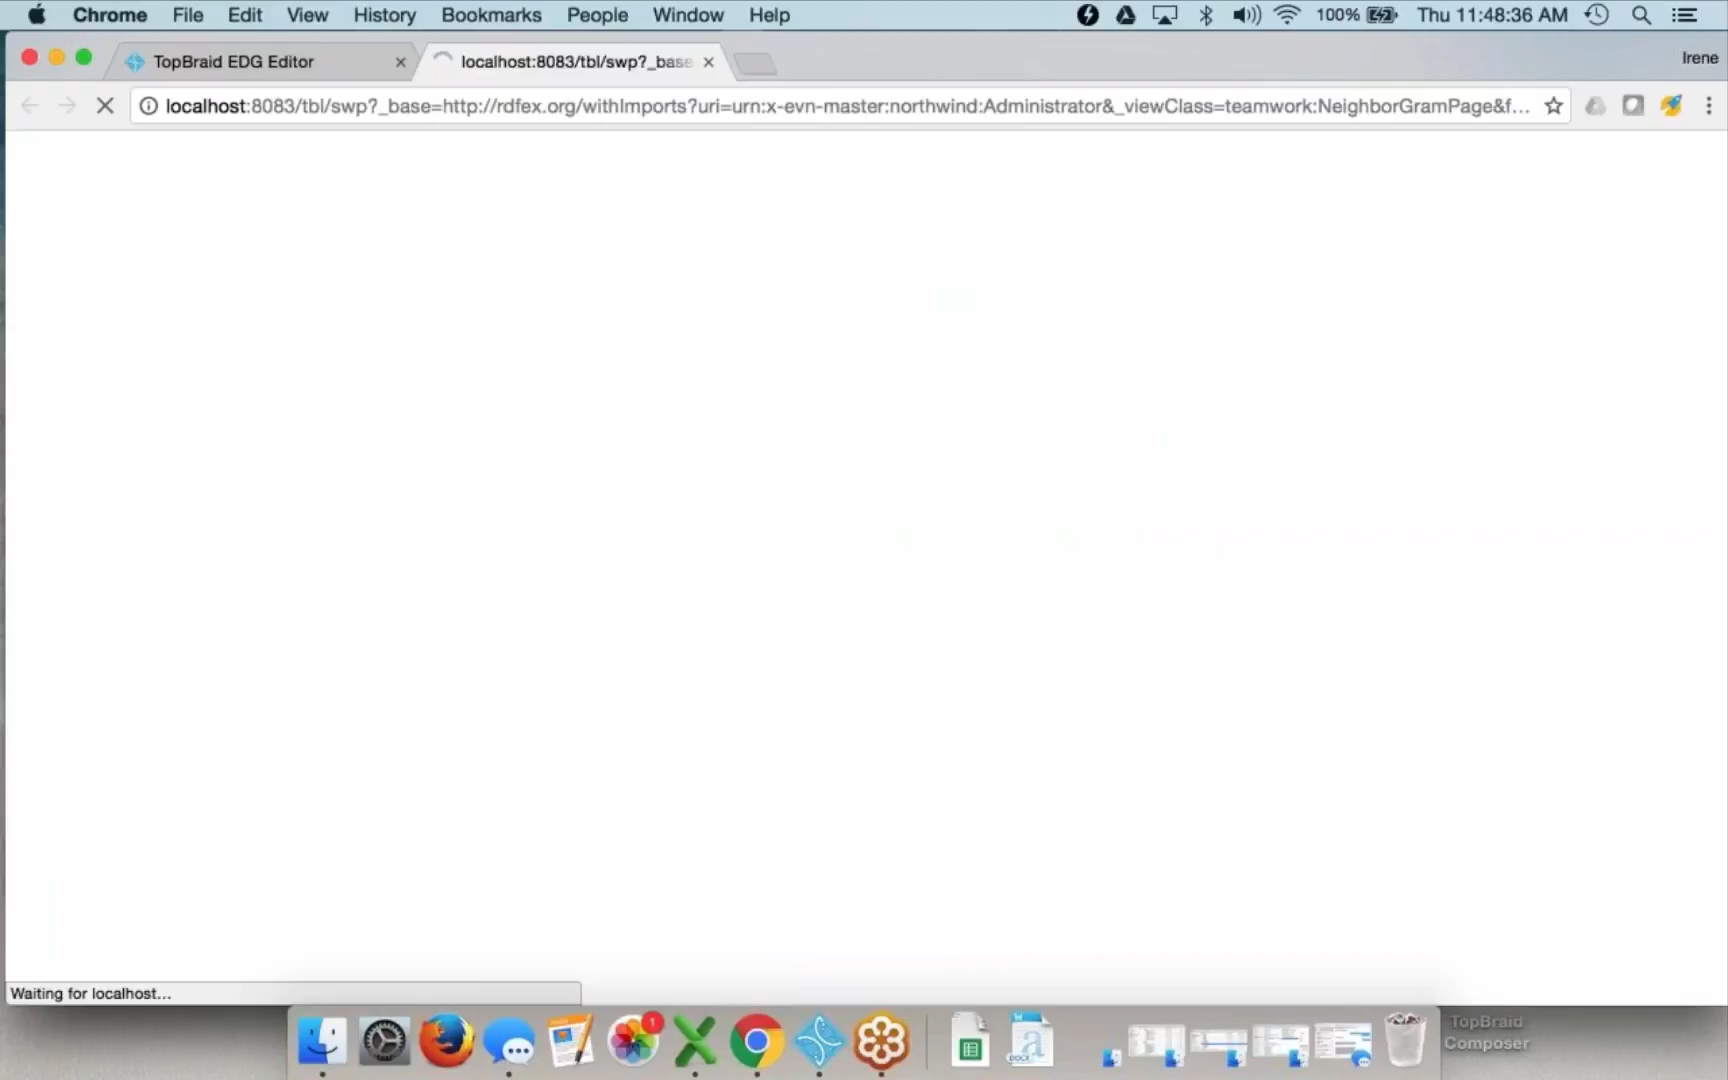 Chrome File Edit View History Bookmarks People Window Help 100% Thu 11:48:36 AM
TopBraid EDG Editor localhost:8083/tbl/swp?_base Irene
localhost:8083/tbl/swp?_base=http://rdfex.org/withImports?uri=urn:x-evn-master:northwind:Administrator&_viewClass=teamwork:NeighborGramPage&f...
Waiting for localhost...
1
W
a
DOCX
TopBraid
Composer